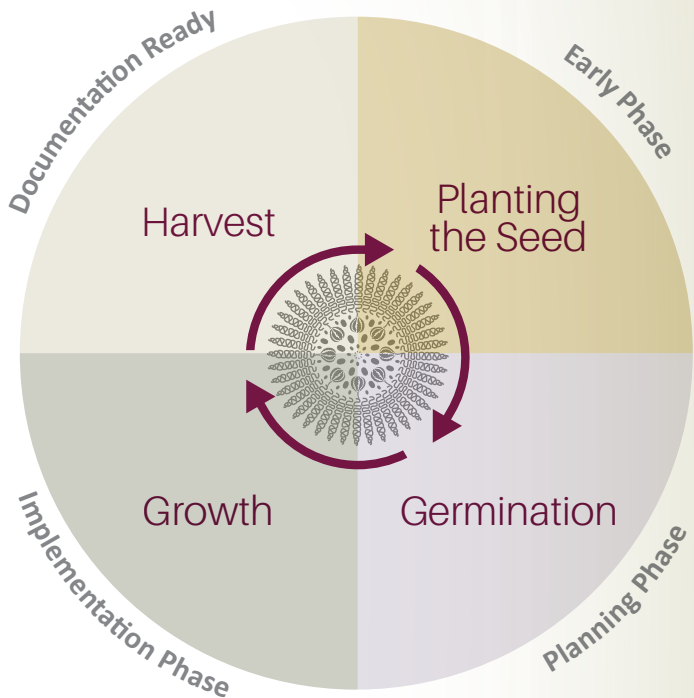 Documentation Ready
Early Phase
Harvest
Planting
the Seed
Growth
Germination
Implementation Phase
Planning Phase